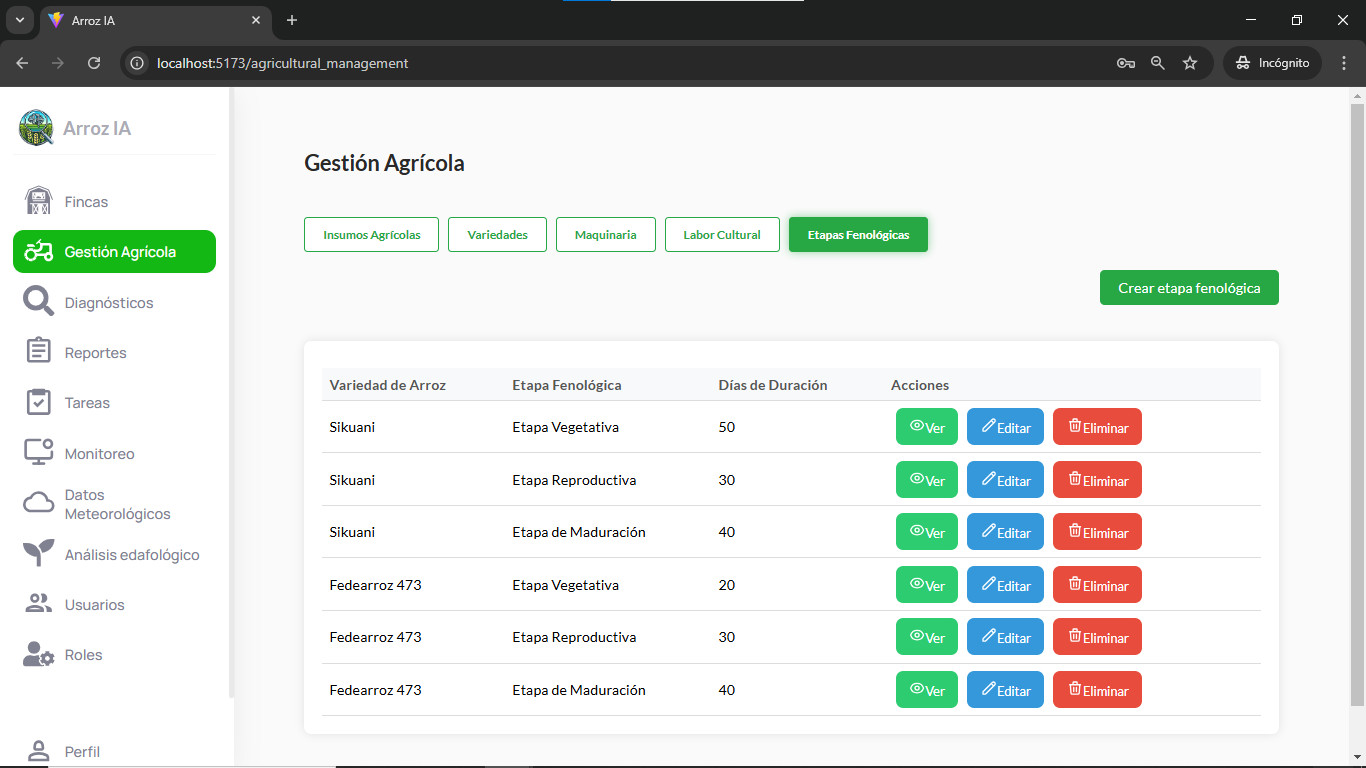 Arroz IA
localhost:5173/agricultural_management
Incógnito
Arroz IA
Fincas
Gestión Agrícola
Diagnósticos
Reportes
Tareas
Monitoreo
Datos
Meteorológicos
Análisis edafológico
Usuarios
Roles
Perfil
Gestión Agrícola
Insumos Agrícolas Variedades Maquinaria Labor Cultural Etapas Fenológicas
Crear etapa fenológica
Variedad de Arroz Etapa Fenológica Días de Duración Acciones
Sikuani Etapa Vegetativa 50 Ver Editar Eliminar
Sikuani Etapa Reproductiva 30 Ver Editar Eliminar
Sikuani Etapa de Maduración 40 Ver Editar Eliminar
Fedearroz 473 Etapa Vegetativa 20 Ver Editar Eliminar
Fedearroz 473 Etapa Reproductiva 30 Ver Editar Eliminar
Fedearroz 473 Etapa de Maduración 40 Ver Editar Eliminar